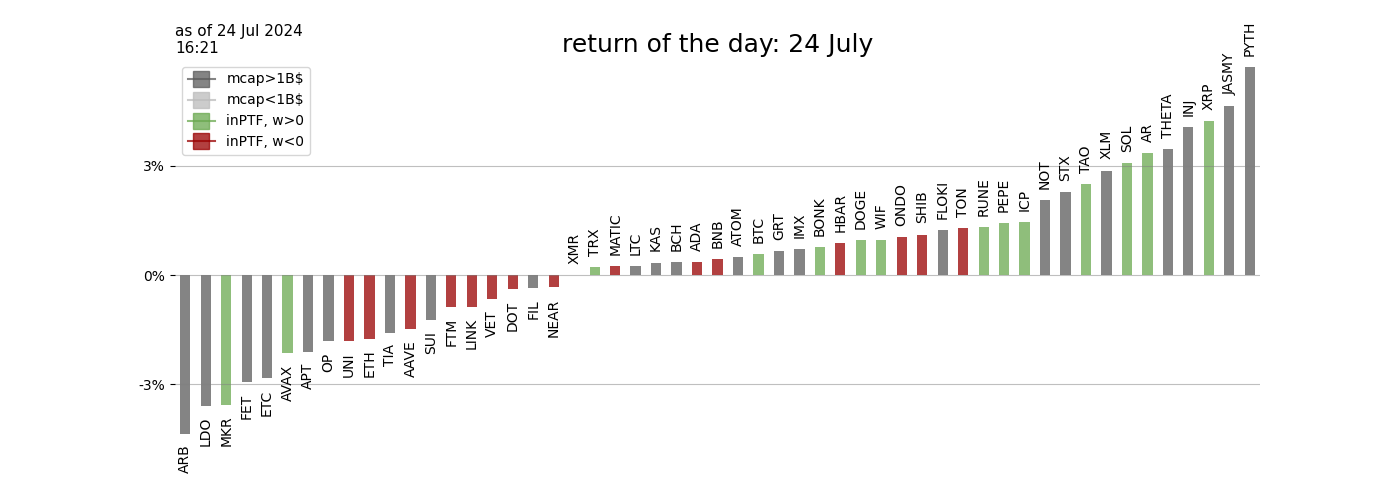 as of 24 Jul 2024
16:21
return of the day: 24 July
mcap>1B$
mcap<1B$
inPTF, w>0
inPTF, w<0
3%
0%
-3%
ARB
LDO
MKR
FET
ETC
AVAX
APT
OP
UNI
ETH
TIA
AAVE
SUI
FTM
LINK
VET
DOT
FIL
NEAR
XMR
TRX
MATIC
LTC
KAS
BCH
ADA
BNB
ATOM
BTC
GRT
IMX
BONK
HBAR
DOGE
WIF
ONDO
SHIB
FLOKI
TON
RUNE
PEPE
ICP
NOT
STX
TAO
XLM
SOL
AR
THETA
INJ
XRP
JASMY
PYTH